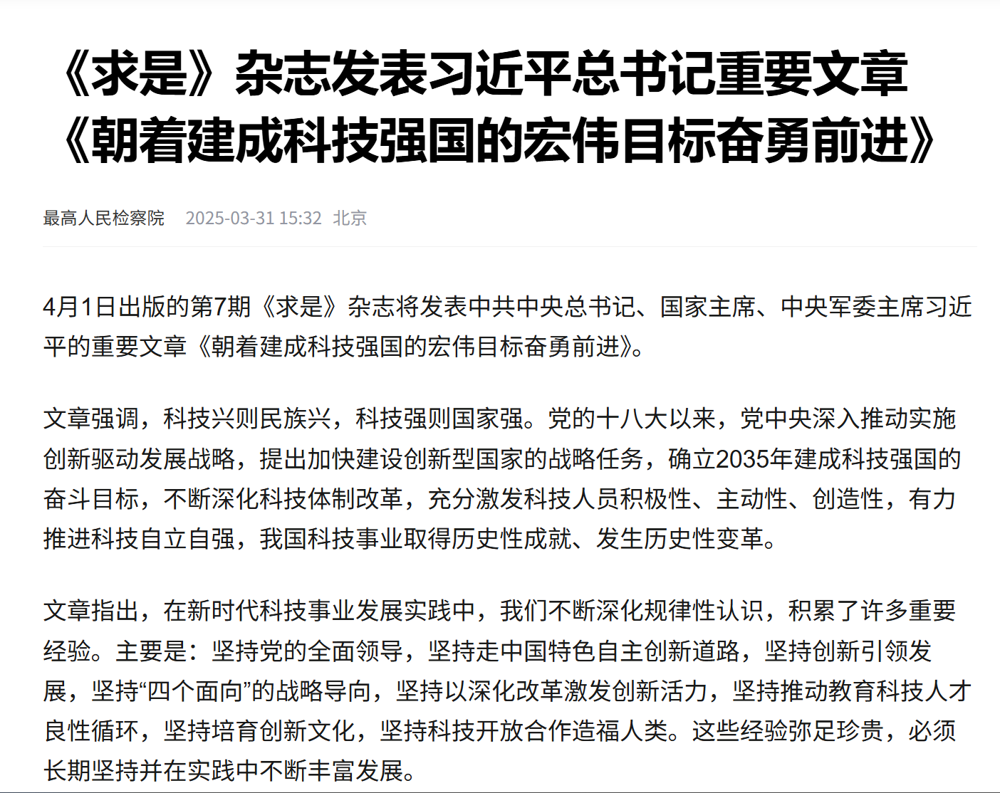 《求是》杂志发表习近平总书记重要文章
《朝着建成科技强国的宏伟目标奋勇前进》
最高人民检察院 2025-03-31 15:32 北京
4月1日出版的第7期《求是》杂志将发表中共中央总书记、国家主席、中央军委主席习近
平的重要文章《朝着建成科技强国的宏伟目标奋勇前进》。
文章强调，科技兴则民族兴，科技强则国家强。党的十八大以来，党中央深入推动实施
创新驱动发展战略，提出加快建设创新型国家的战略任务，确立2035年建成科技强国的
奋斗目标，不断深化科技体制改革，充分激发科技人员积极性、主动性、创造性，有力
推进科技自立自强，我国科技事业取得历史性成就、发生历史性变革。
文章指出，在新时代科技事业发展实践中，我们不断深化规律性认识，积累了许多重要
经验。主要是：坚持党的全面领导，坚持走中国特色自主创新道路，坚持创新引领发
展，坚持“四个面向”的战略导向，坚持以深化改革激发创新活力，坚持推动教育科技人才
良性循环，坚持培育创新文化，坚持科技开放合作造福人类。这些经验弥足珍贵，必须
长期坚持并在实践中不断丰富发展。